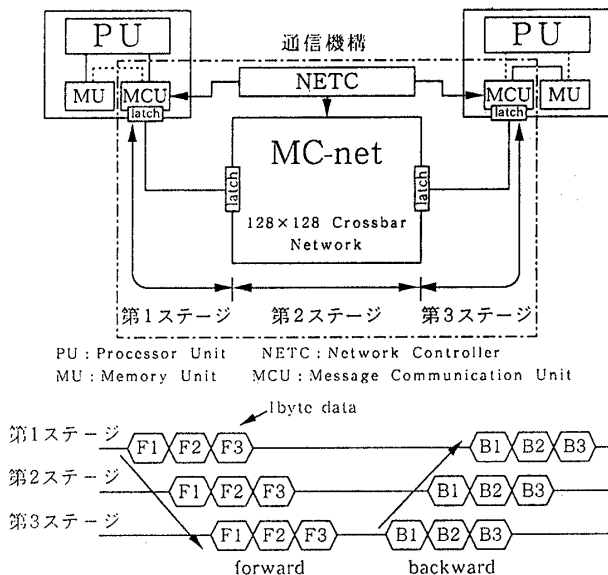 PU
PU
通信機構
MU
MCU
NETC
MCU
MU
latch
latch
MC-net
latch
latch
128×128 Crossbar
Network
第1ステージ
第2ステージ
第3ステージ
PU : Processor Unit
NETC : Network Controller
MU : Memory Unit
MCU : Message Communication Unit
1byte data
第1ステージ
F1 F2 F3
B1 B2 B3
第2ステージ
F1 F2 F3
B1 B2 B3
第3ステージ
F1 F2 F3
B1 B2 B3
forward
backward